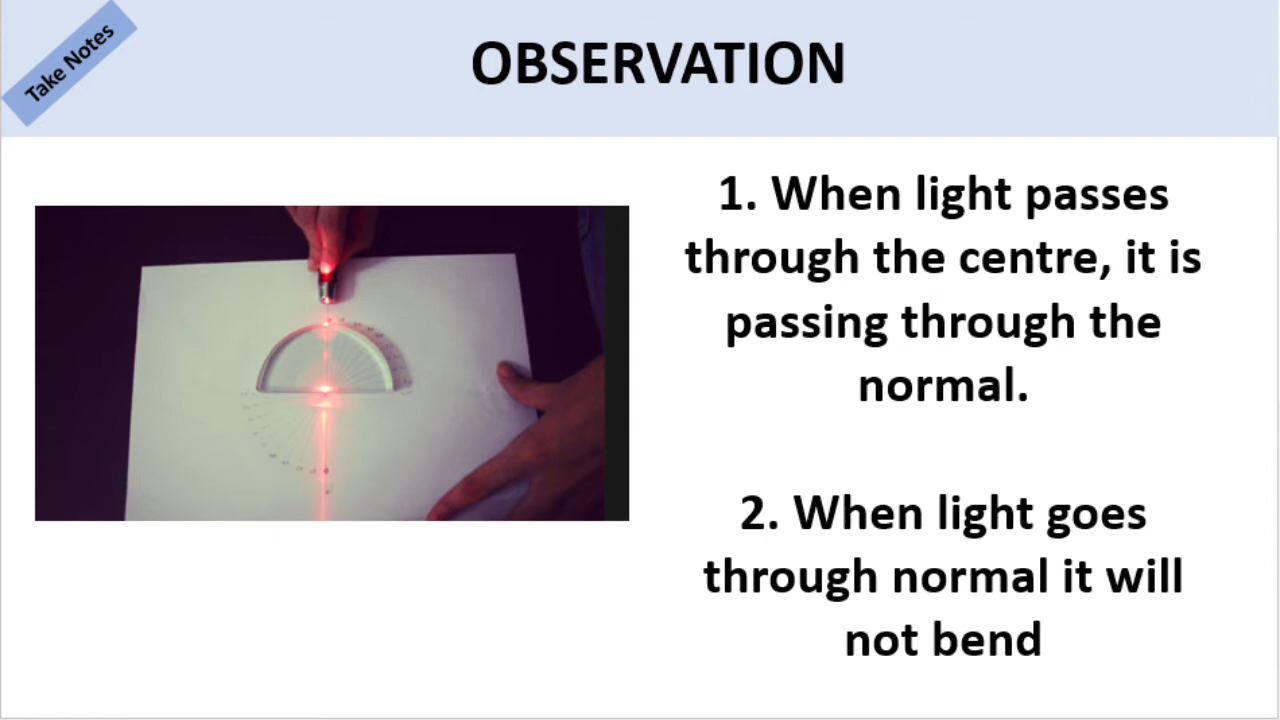 Take Notes
OBSERVATION
1. When light passes
through the centre, it is
passing through the
normal.
2. When light goes
through normal it will
not bend